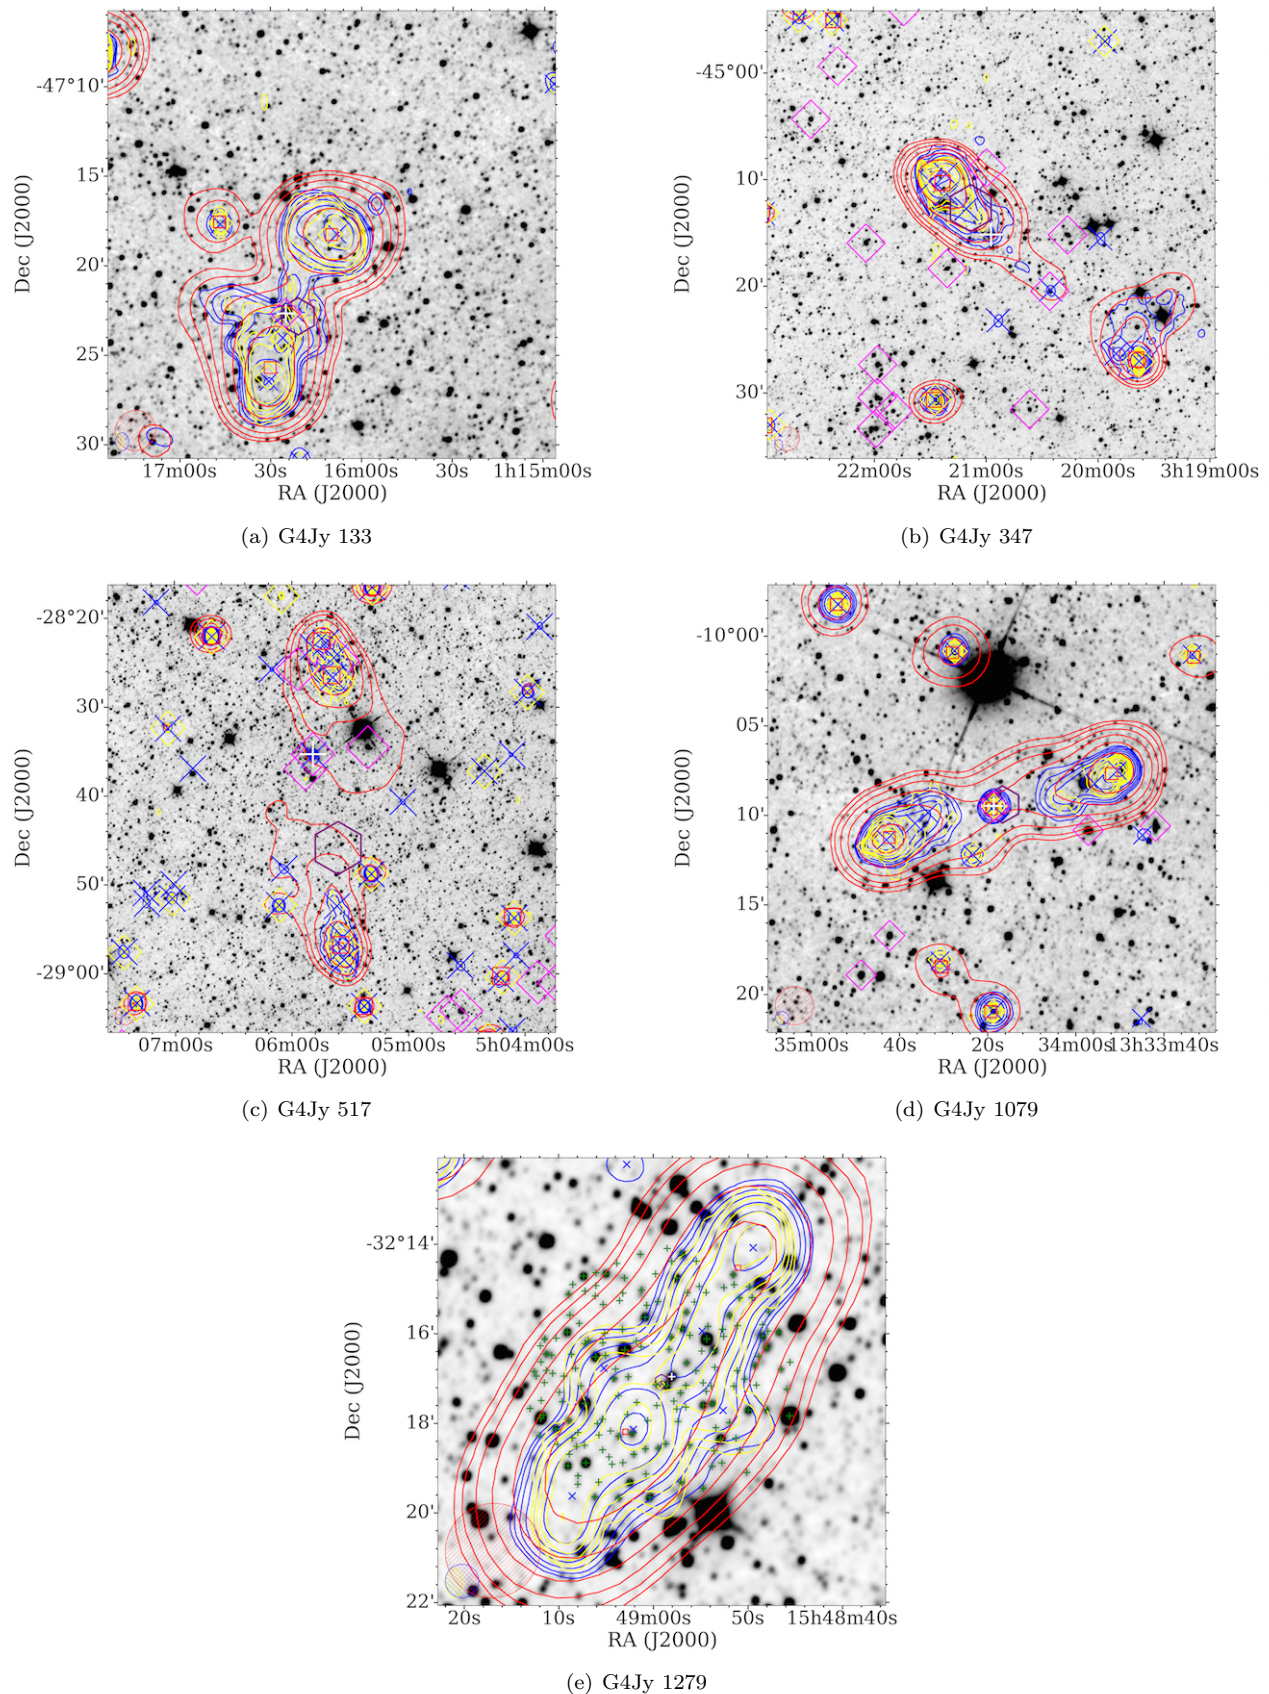 -47°10'
15'
20'
25'
30'
Dec (J2000)
17m00s 30s 16m00s 30s 1h15m00s
RA (J2000)
(a) G4Jy 133
-45°00'
10'
20'
30'
Dec (J2000)
22m00s 21m00s 20m00s 3h19m00s
RA (J2000)
(b) G4Jy 347
-28°20'
30'
40'
50'
-29°00'
Dec (J2000)
07m00s 06m00s 05m00s 5h04m00s
RA (J2000)
(c) G4Jy 517
-10°00'
05'
10'
15'
20'
Dec (J2000)
35m00s 40s 20s 34m00s 13h33m40s
RA (J2000)
(d) G4Jy 1079
-32°14'
16'
18'
20'
22'
Dec (J2000)
20s 10s 49m00s 50s 15h48m40s
RA (J2000)
(e) G4Jy 1279